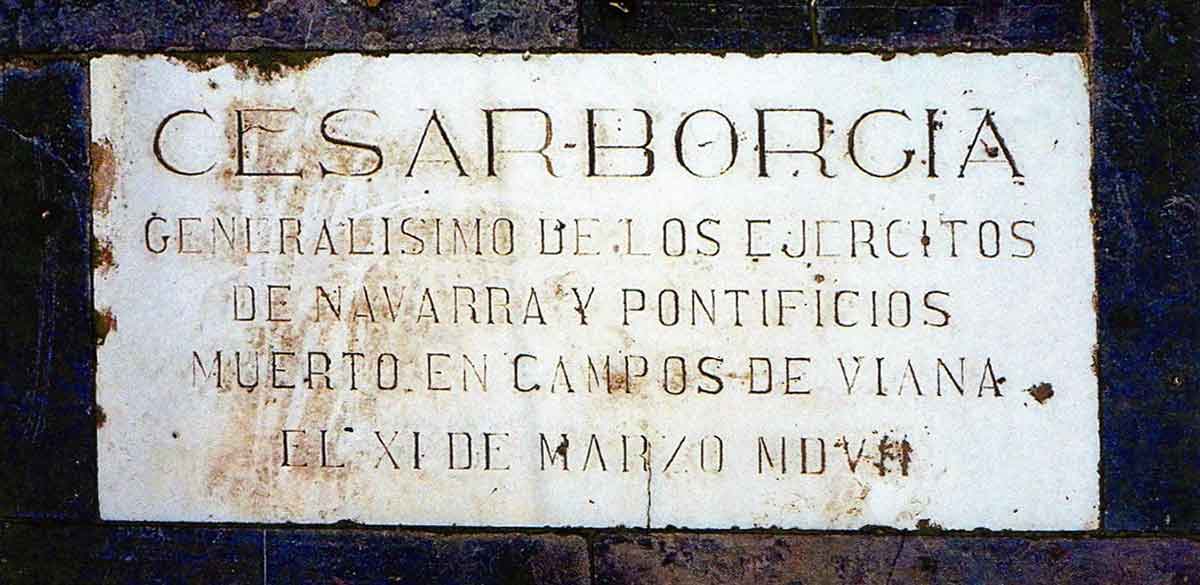 CESAR-BORGIA
GENERALISIMO DE LOS EJERCITOS
DE NAVARRA Y PONTIFICIOS
MUERTO EN CAMPOS DE VIANA
EL XI DE MARZO MDVII